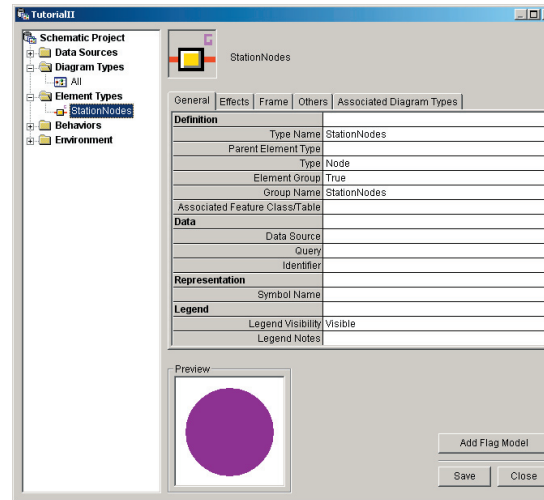 TutorialII
Schematic Project
Data Sources
Diagram Types
All
Element Types
StationNodes
Behaviors
Environment
StationNodes
General Effects Frame Others Associated Diagram Types
Definition
Type Name StationNodes
Parent Element Type
Type Node
Element Group True
Group Name StationNodes
Associated Feature Class/Table
Data
Data Source
Query
Identifier
Representation
Symbol Name
Legend
Legend Visibility Visible
Legend Notes
Preview
Add Flag Model
Save Close